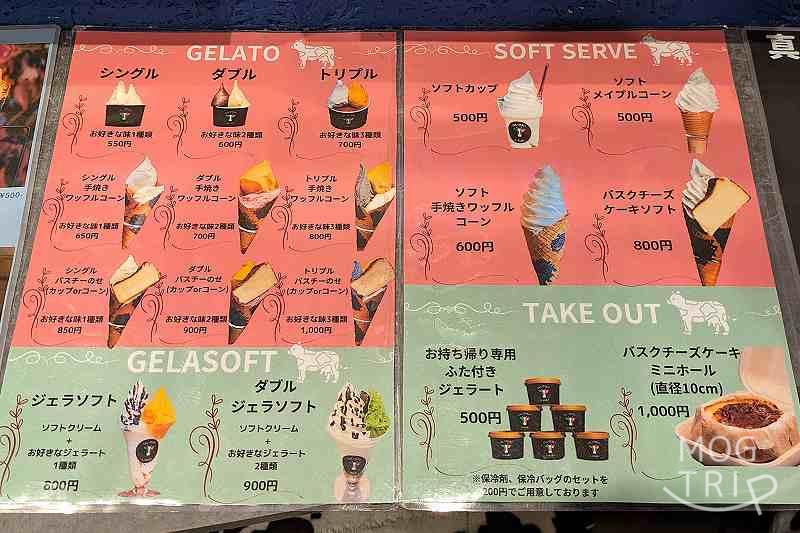 GELATO
シングル
お好きな味1種類
550円
ダブル
お好きな味2種類
600円
トリプル
お好きな味3種類
700円
シングル
手焼き
ワッフルコーン
お好きな味1種類
650円
ダブル
手焼き
ワッフルコーン
お好きな味2種類
700円
トリプル
手焼き
ワッフルコーン
お好きな味3種類
800円
シングル
バスチーのせ
(カップorコーン)
お好きな味1種類
850円
ダブル
バスチーのせ
(カップorコーン)
お好きな味2種類
900円
トリプル
バスチーのせ
(カップorコーン)
お好きな味3種類
1,000円
GELASOFT
ジェラソフト
ソフトクリーム
+
お好きなジェラート
1種類
800円
ダブル
ジェラソフト
ソフトクリーム
+
お好きなジェラート
2種類
900円
SOFT SERVE
ソフトカップ
500円
ソフト
メイプルコーン
500円
ソフト
手焼きワッフル
コーン
600円
バスクチーズ
ケーキソフト
800円
TAKE OUT
お持ち帰り専用
ふた付き
ジェラート
500円
バスクチーズケーキ
ミニホール
(直径10cm)
1,000円
※保冷剤、保冷バッグのセットを
200円でご用意しております
¥500-
真
MOG
TRIP